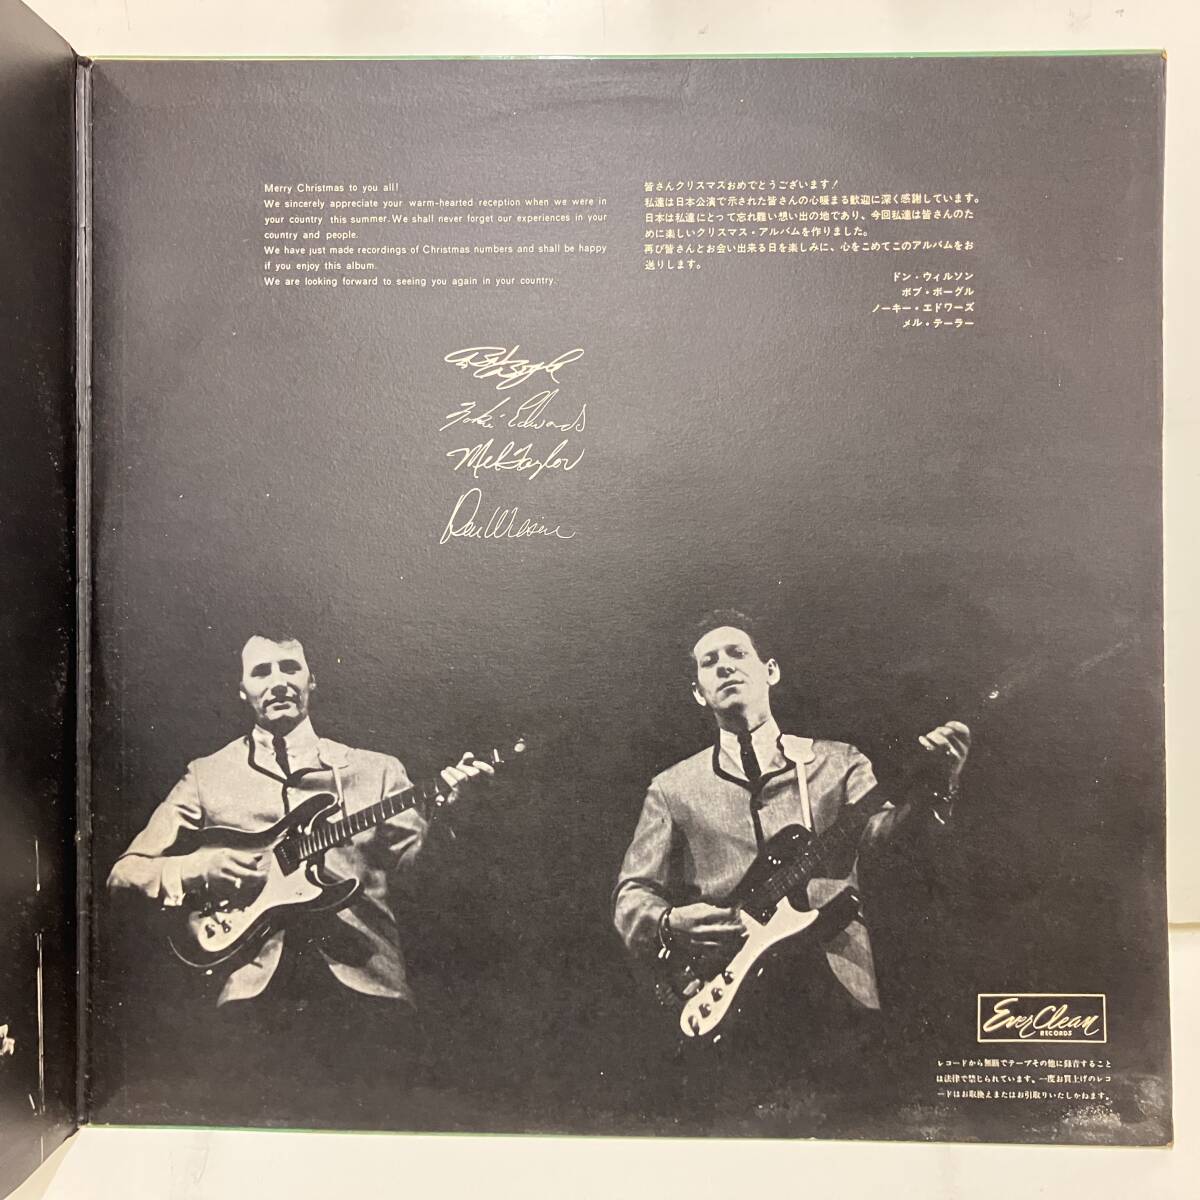 Merry Christmas to you all!
We sincerely appreciate your warm-hearted reception when we were in
your country this summer. We shall never forget our experiences in your
country and people.
We have just made recordings of Christmas numbers and shall be happy
if you enjoy this album.
We are looking forward to seeing you again in your country.
皆さんクリスマスおめでとうございます!
私達は日本公演で示された皆さんの心暖まる歓迎に深く感謝しています。
日本は私達にとって忘れ難い想い出の地であり、今回私達は皆さんのた
めに楽しいクリスマス・アルバムを作りました。
再び皆さんとお会い出来る日を楽しみに、心をこめてこのアルバムをお
送りします。
ドン・ウィルソン
ボブ・ボーグル
ノーキー・エドワーズ
メル・テーラー
Bob Bogle
Nokie Edwards
Mel Taylor
Don Wilson
Ever Clean
RECORDS
レコードから無断でテープその他に録音すること
は法律で禁じられています。一度お買上げのレコ
ードはお取換えまたはお引取りいたしかねます。